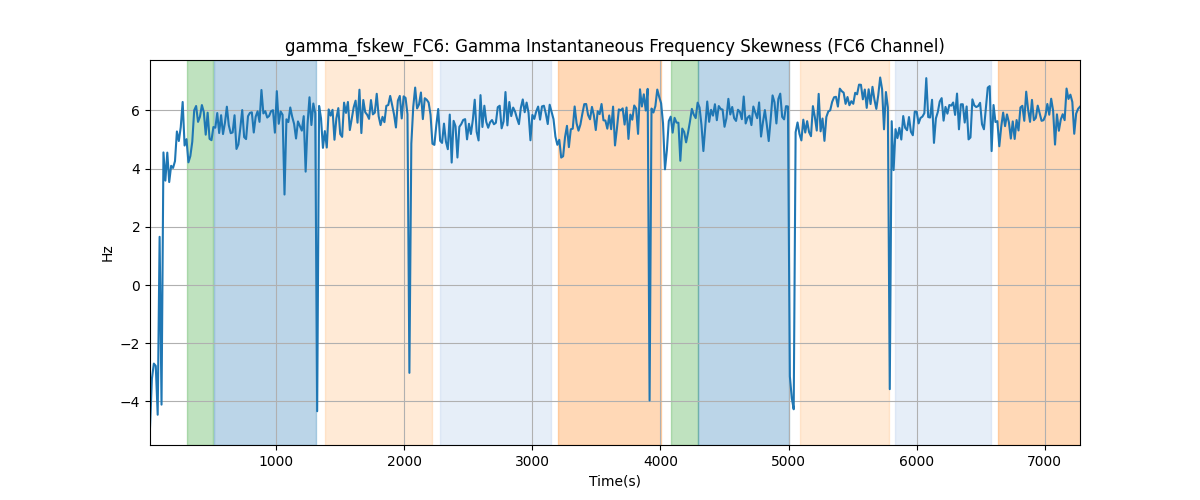 gamma_fskew_FC6: Gamma Instantaneous Frequency Skewness (FC6 Channel)
Hz
6
4
2
0
−2
−4
1000 2000 3000 4000 5000 6000 7000
Time(s)